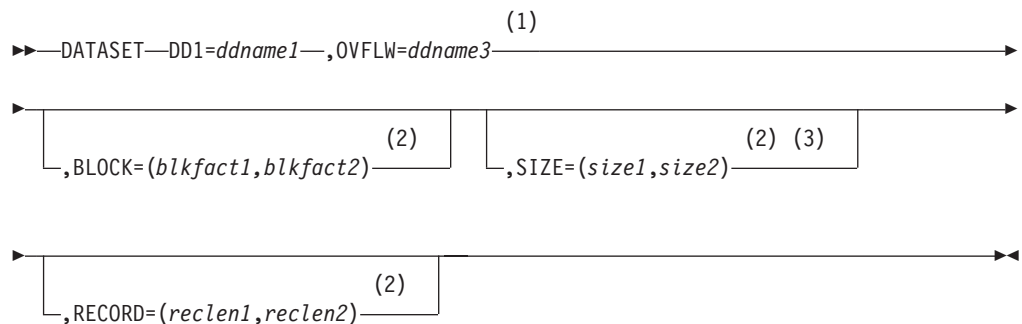 (1)
DATASET DD1=ddname1 ,OVFLW=ddname3
(2) (2) (3)
,BLOCK=(blkfact1,blkfact2) ,SIZE=(size1,size2)
(2)
,RECORD=(reclen1,reclen2)